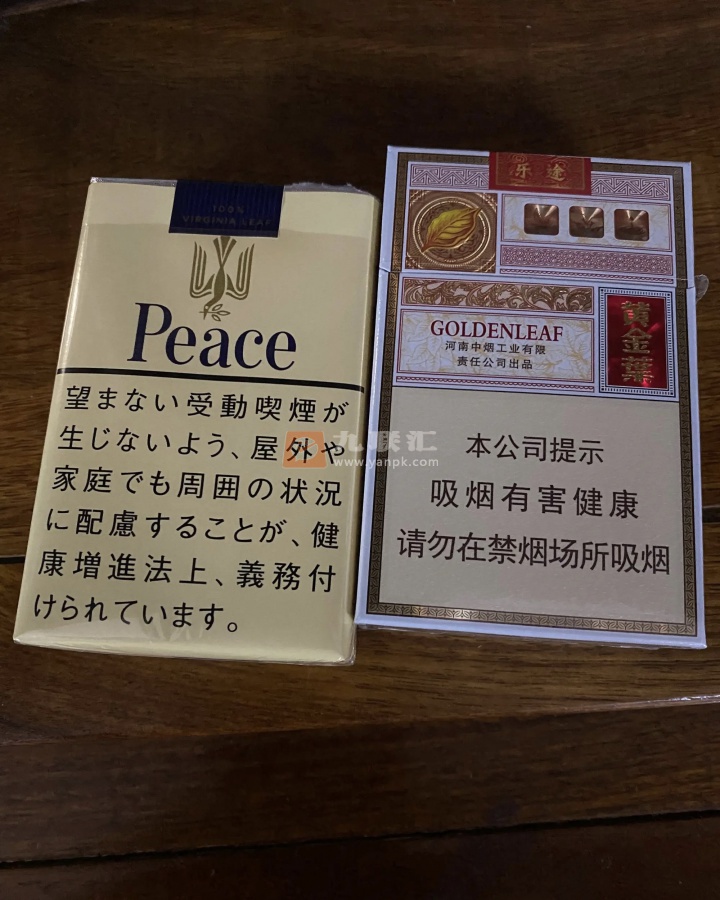 100%
VIRGINIA LEAF
Peace
望まない受動喫煙が
生じないよう、屋外や
家庭でも周囲の状況
に配慮することが、健
康増進法上、義務付
けられています。
乐途
GOLDENLEAF
河南中烟工业有限
责任公司出品
黄金葉
本公司提示
吸烟有害健康
请勿在禁烟场所吸烟
九联汇
www.yanpk.com